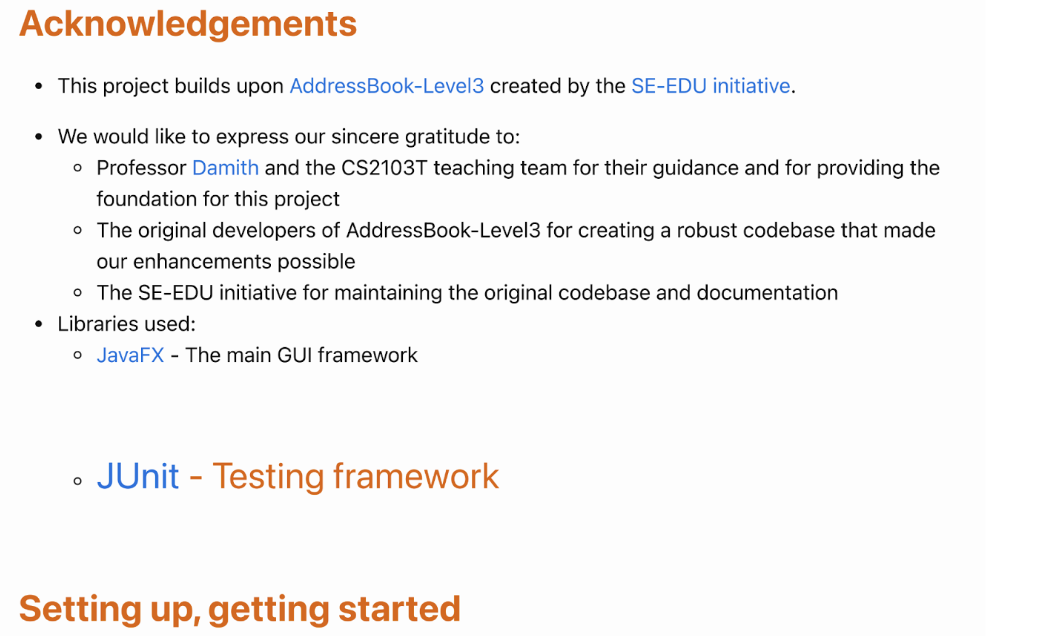 Acknowledgements
• This project builds upon AddressBook-Level3 created by the SE-EDU initiative.
• We would like to express our sincere gratitude to:
◦ Professor Damith and the CS2103T teaching team for their guidance and for providing the
foundation for this project
◦ The original developers of AddressBook-Level3 for creating a robust codebase that made
our enhancements possible
◦ The SE-EDU initiative for maintaining the original codebase and documentation
• Libraries used:
◦ JavaFX - The main GUI framework
◦ JUnit - Testing framework
Setting up, getting started